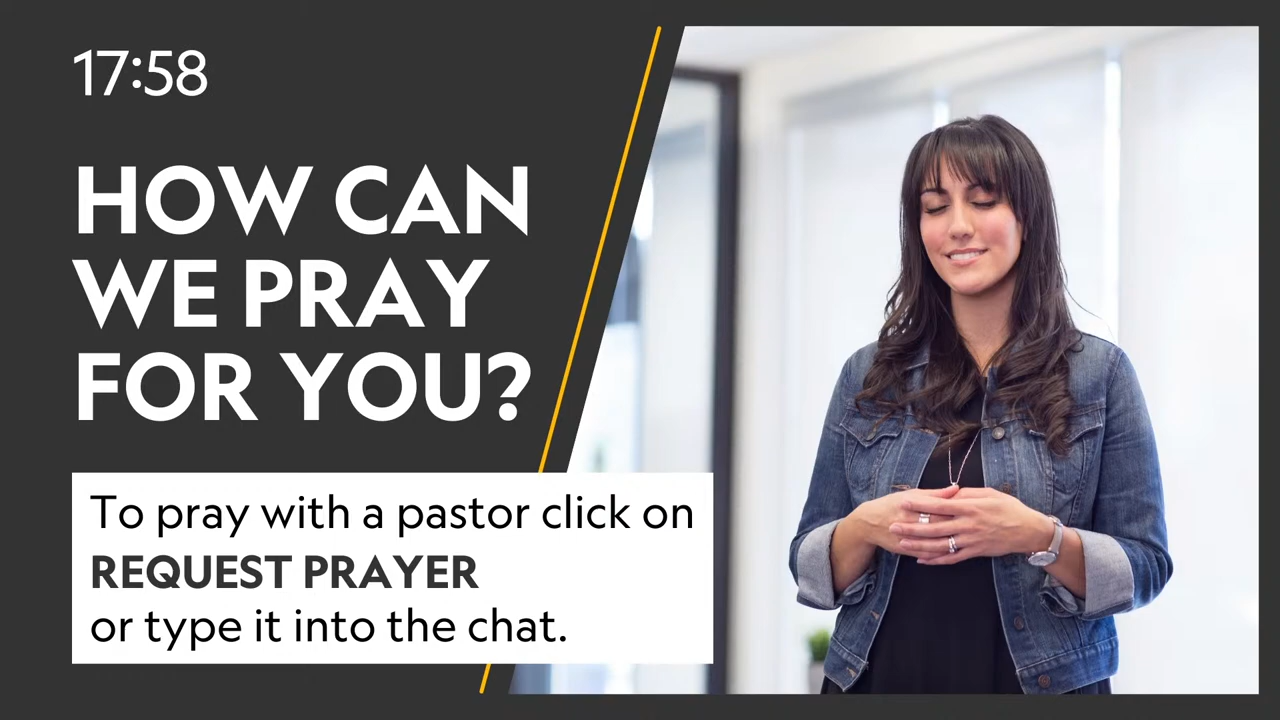 17:58
HOW CAN
WE PRAY
FOR YOU?
To pray with a pastor click on
REQUEST PRAYER
or type it into the chat.